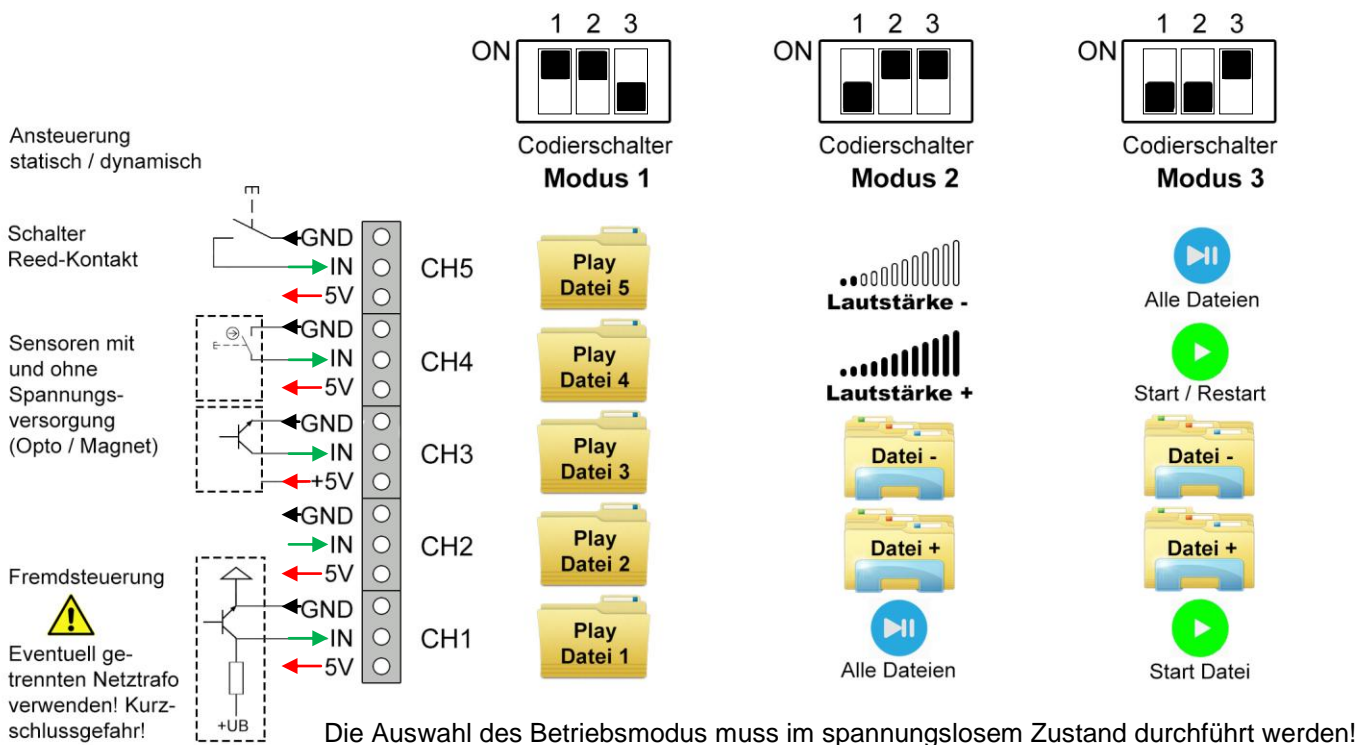 1 2 3
ON
Codierschalter
Modus 1
1 2 3
ON
Codierschalter
Modus 2
1 2 3
ON
Codierschalter
Modus 3
Ansteuerung
statisch / dynamisch
Schalter
Reed-Kontakt
Sensoren mit
und ohne
Spannungs-
versorgung
(Opto / Magnet)
Fremdsteuerung
Eventuell ge-
trennten Netztrafo
verwenden! Kurz-
schlussgefahr!
+UB
GND
IN
5V
CH5
GND
IN
5V
CH4
GND
IN
+5V
CH3
GND
IN
5V
CH2
GND
IN
5V
CH1
Play
Datei 5
Play
Datei 4
Play
Datei 3
Play
Datei 2
Play
Datei 1
Lautstärke -
Lautstärke +
Datei -
Datei +
Alle Dateien
Alle Dateien
Start / Restart
Datei -
Datei +
Start Datei
Die Auswahl des Betriebsmodus muss im spannungslosem Zustand durchführt werden!